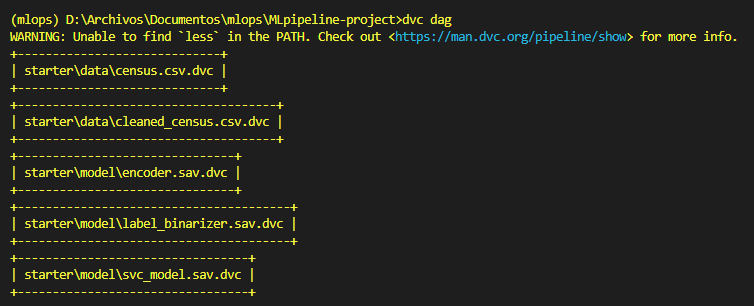 (mlops) D:\Archivos\Documentos\mlops\MLpipeline-project>dvc dag
WARNING: Unable to find `less` in the PATH. Check out <https://man.dvc.org/pipeline/show> for more info.
+-----------------------------+
| starter\data\census.csv.dvc |
+-----------------------------+
+-------------------------------------+
| starter\data\cleaned_census.csv.dvc |
+-------------------------------------+
+-------------------------------+
| starter\model\encoder.sav.dvc |
+-------------------------------+
+---------------------------------------+
| starter\model\label_binarizer.sav.dvc |
+---------------------------------------+
+---------------------------------+
| starter\model\svc_model.sav.dvc |
+---------------------------------+